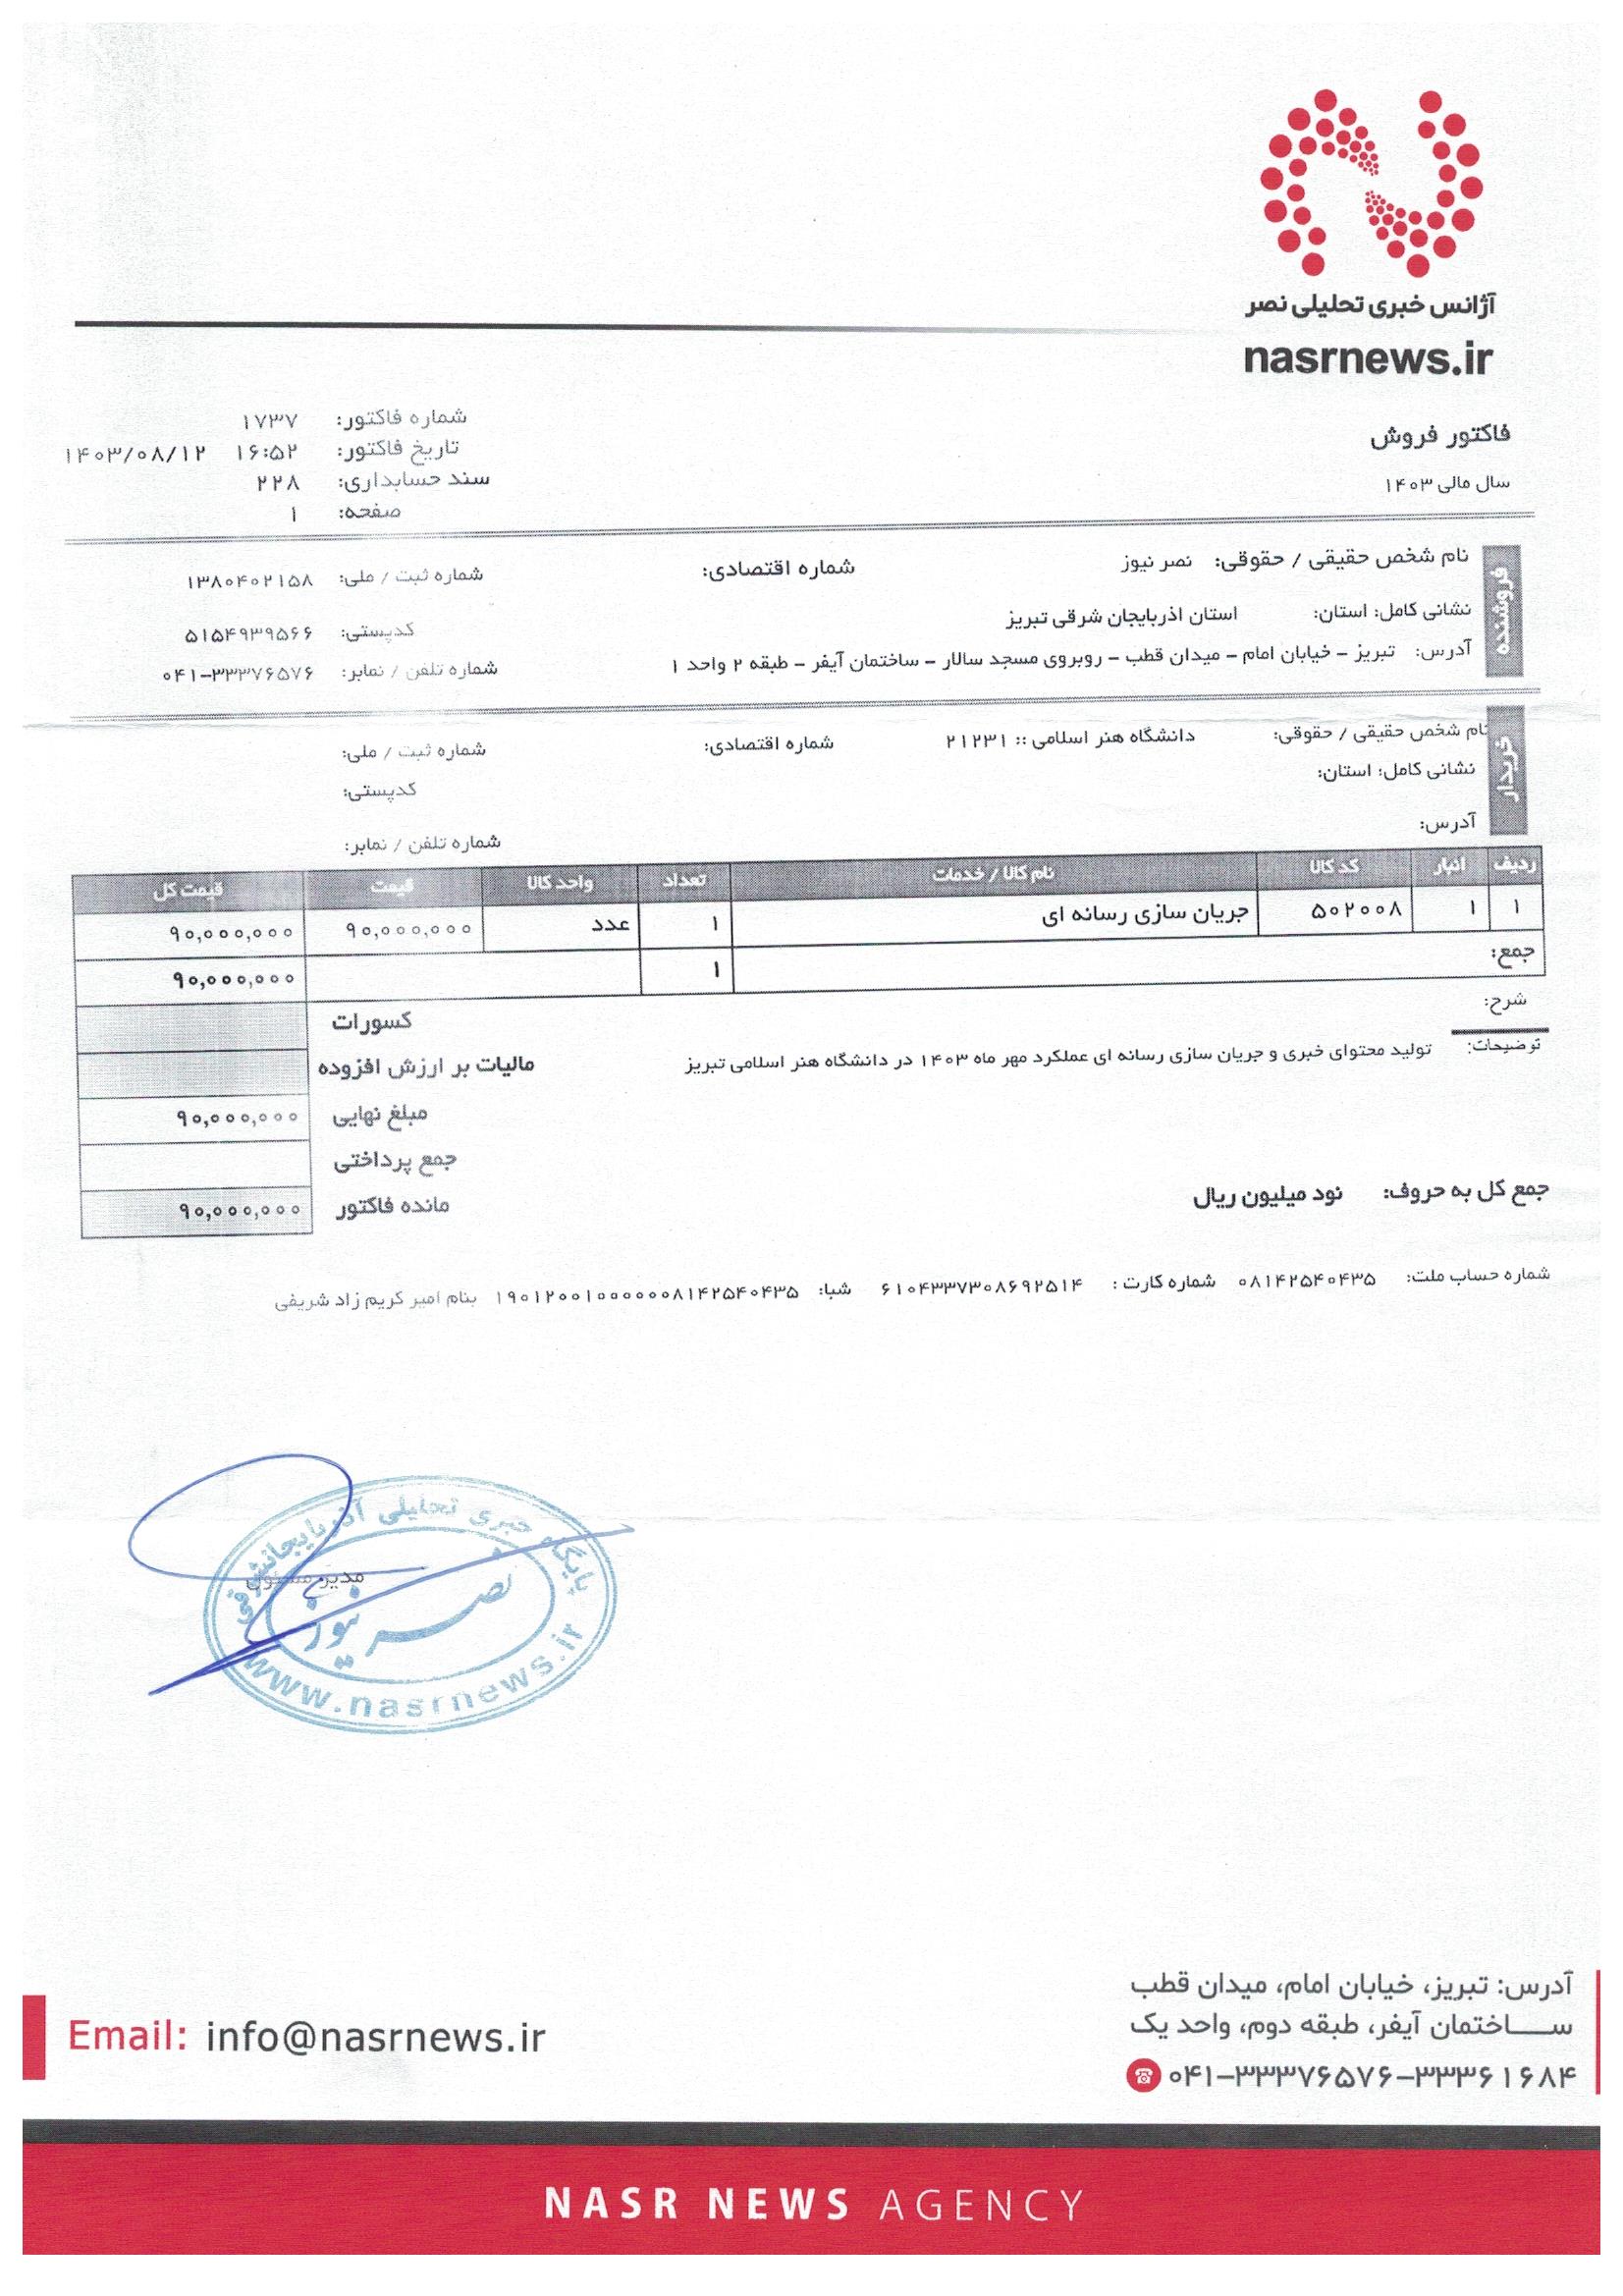 آژانس خبری تحلیلی نصر
nasrnews.ir
فاکتور فروش
سال مالی ۱۴۰۳
شماره فاکتور: ۱۷۳۷
تاریخ فاکتور: ۱۶:۵۲ ۱۴۰۳/۰۸/۱۲
سند حسابداری: ۲۲۸
صفحه: ۱
فروشنده
نام شخص حقیقی / حقوقی: نصر نیوز شماره اقتصادی: شماره ثبت / ملی: ۱۳۸۰۴۰۲۱۵۸
نشانی کامل: استان: استان اذربایجان شرقی تبریز کدپستی: ۵۱۵۴۹۳۹۵۶۶
آدرس: تبریز - خیابان امام - میدان قطب - روبروی مسجد سالار - ساختمان آیفر - طبقه ۲ واحد ۱ شماره تلفن / نمابر: ۰۴۱-۳۳۳۷۶۵۷۶
خریدار
نام شخص حقیقی / حقوقی: دانشگاه هنر اسلامی :: ۲۱۲۳۱ شماره اقتصادی: شماره ثبت / ملی:
نشانی کامل: استان: کدپستی:
آدرس: شماره تلفن / نمابر:
ردیف انبار کد کالا نام کالا / خدمات تعداد واحد کالا قیمت قیمت کل
۱ ۱ ۵۰۲۰۰۸ جریان سازی رسانه ای ۱ عدد ۹۰,۰۰۰,۰۰۰ ۹۰,۰۰۰,۰۰۰
جمع: ۱ ۹۰,۰۰۰,۰۰۰
شرح:
توضیحات: تولید محتوای خبری و جریان سازی رسانه ای عملکرد مهر ماه ۱۴۰۳ در دانشگاه هنر اسلامی تبریز
کسورات
مالیات بر ارزش افزوده
مبلغ نهایی ۹۰,۰۰۰,۰۰۰
جمع پرداختی
مانده فاکتور ۹۰,۰۰۰,۰۰۰
جمع کل به حروف: نود میلیون ریال
شماره حساب ملت: ۰۸۱۴۲۵۴۰۴۳۵ شماره کارت : ۶۱۰۴۳۳۷۳۰۸۶۹۲۵۱۴ شبا: ۱۹۰۱۲۰۰۱۰۰۰۰۰۰۰۸۱۴۲۵۴۰۴۳۵ بنام امیر کریم زاد شریفی
مدیر مسئول
پایگاه خبری تحلیلی آذربایجانشرقی
نصر نیوز
www.nasrnews.ir
آدرس: تبریز، خیابان امام، میدان قطب
ســـاختمان آیفر، طبقه دوم، واحد یک
۰۴۱-۳۳۳۷۶۵۷۶-۳۳۳۶۱۶۸۴
Email: info@nasrnews.ir
NASR NEWS AGENCY